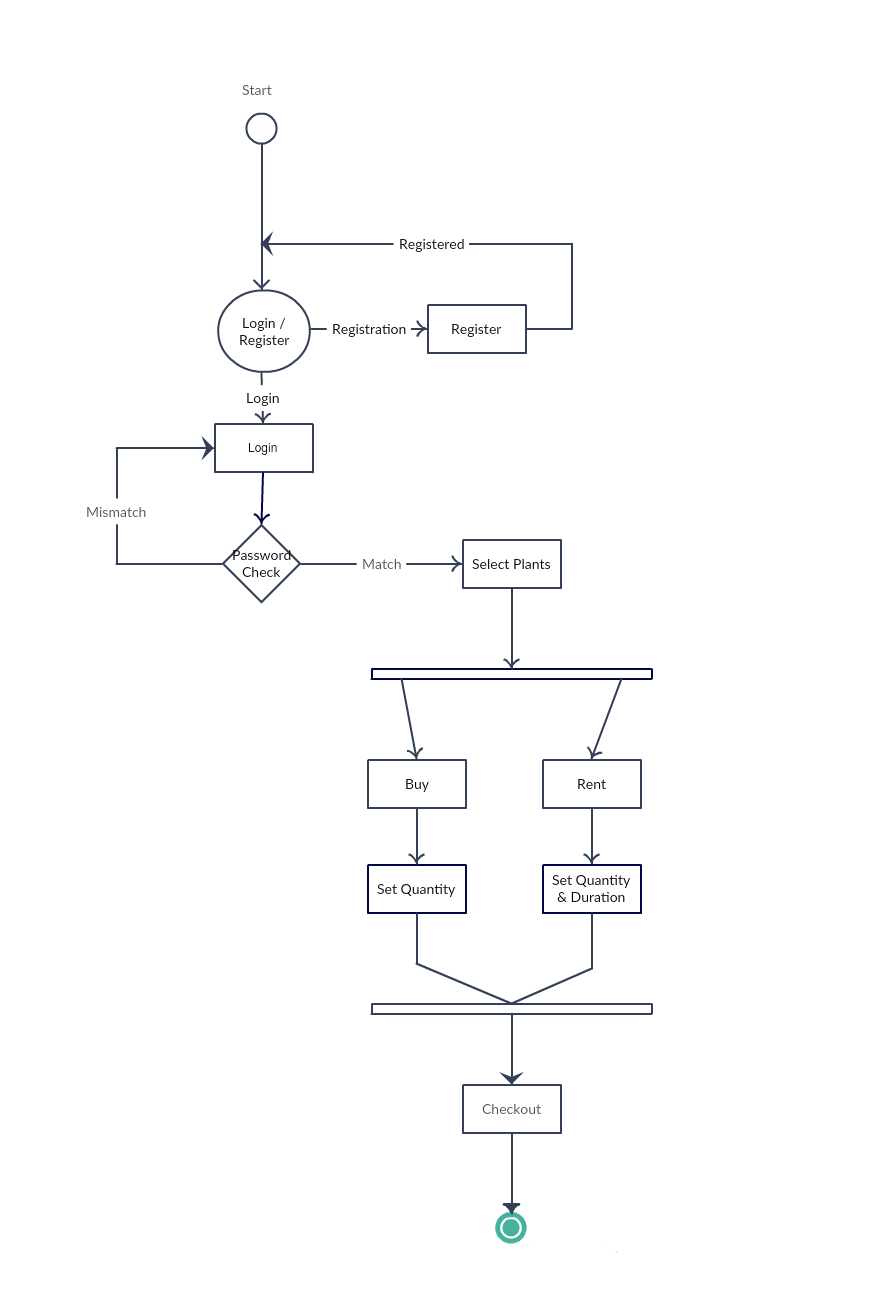 Start
Registered
Login /
Register
Registration
Register
Login
Login
Mismatch
Password
Check
Match
Select Plants
Buy
Rent
Set Quantity
Set Quantity
& Duration
Checkout